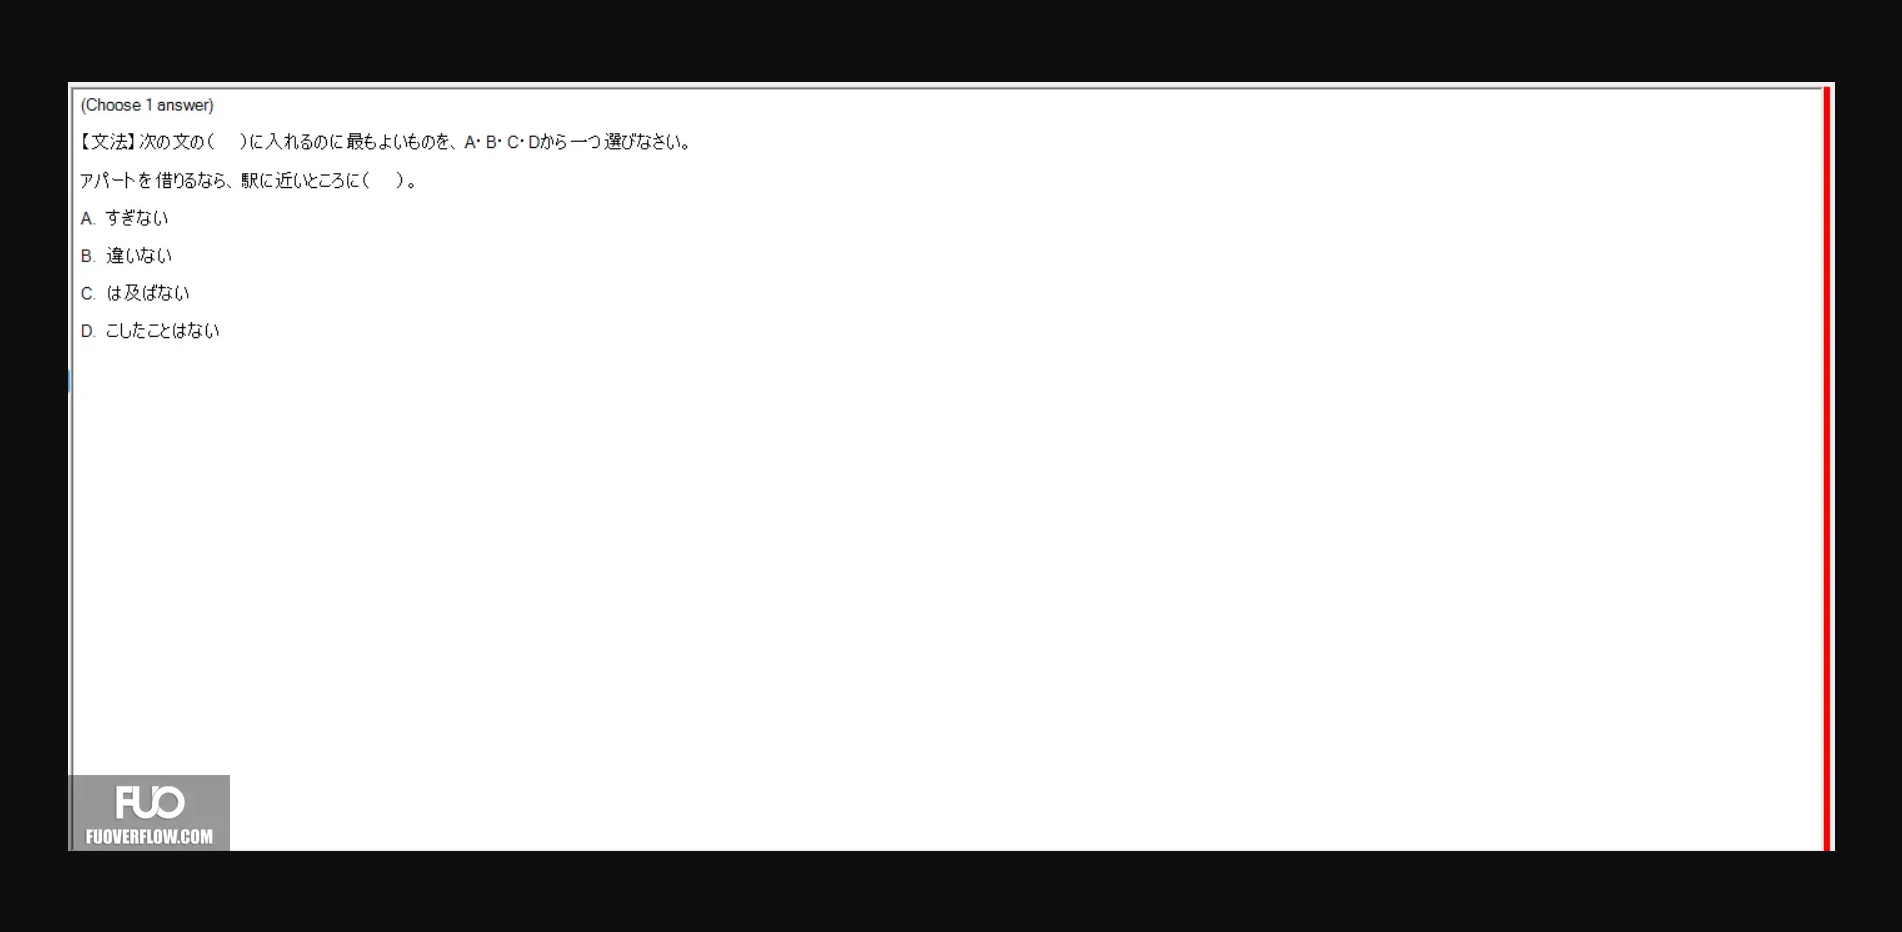 (Choose 1 answer)
【文法】次の文の(　)に入れるのに最もよいものを、A・B・C・Dから一つ選びなさい。
アパートを借りるなら、駅に近いところに(　)。
A. すぎない
B. 違いない
C. は及ばない
D. こしたことはない
FUO
FUOVERFLOW.COM